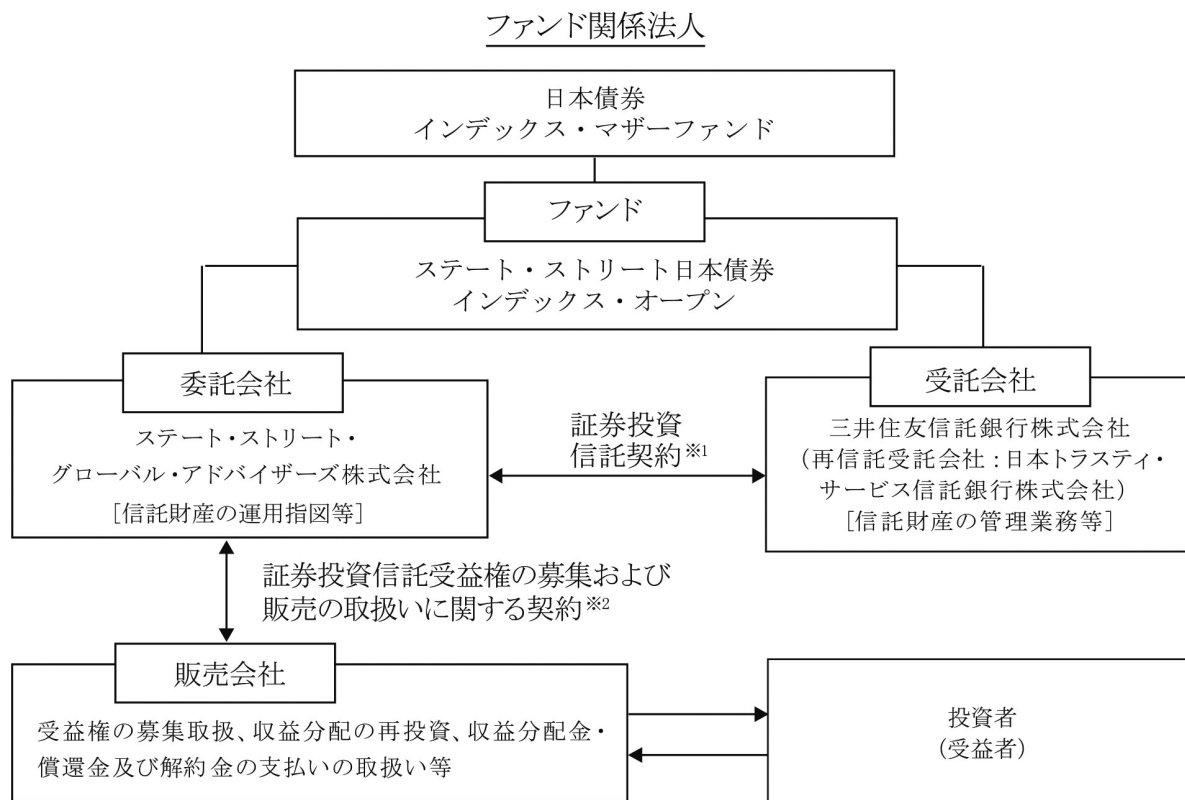 ファンド関係法人
日本債券
インデックス・マザーファンド
ファンド
ステート・ストリート日本債券
インデックス・オープン
委託会社
ステート・ストリート・
グローバル・アドバイザーズ株式会社
[信託財産の運用指図等]
証券投資
信託契約※1
受託会社
三井住友信託銀行株式会社
(再信託受託会社:日本トラスティ・
サービス信託銀行株式会社)
[信託財産の管理業務等]
証券投資信託受益権の募集および
販売の取扱いに関する契約※2
販売会社
受益権の募集取扱、収益分配の再投資、収益分配金・
償還金及び解約金の支払いの取扱い等
投資者
(受益者)